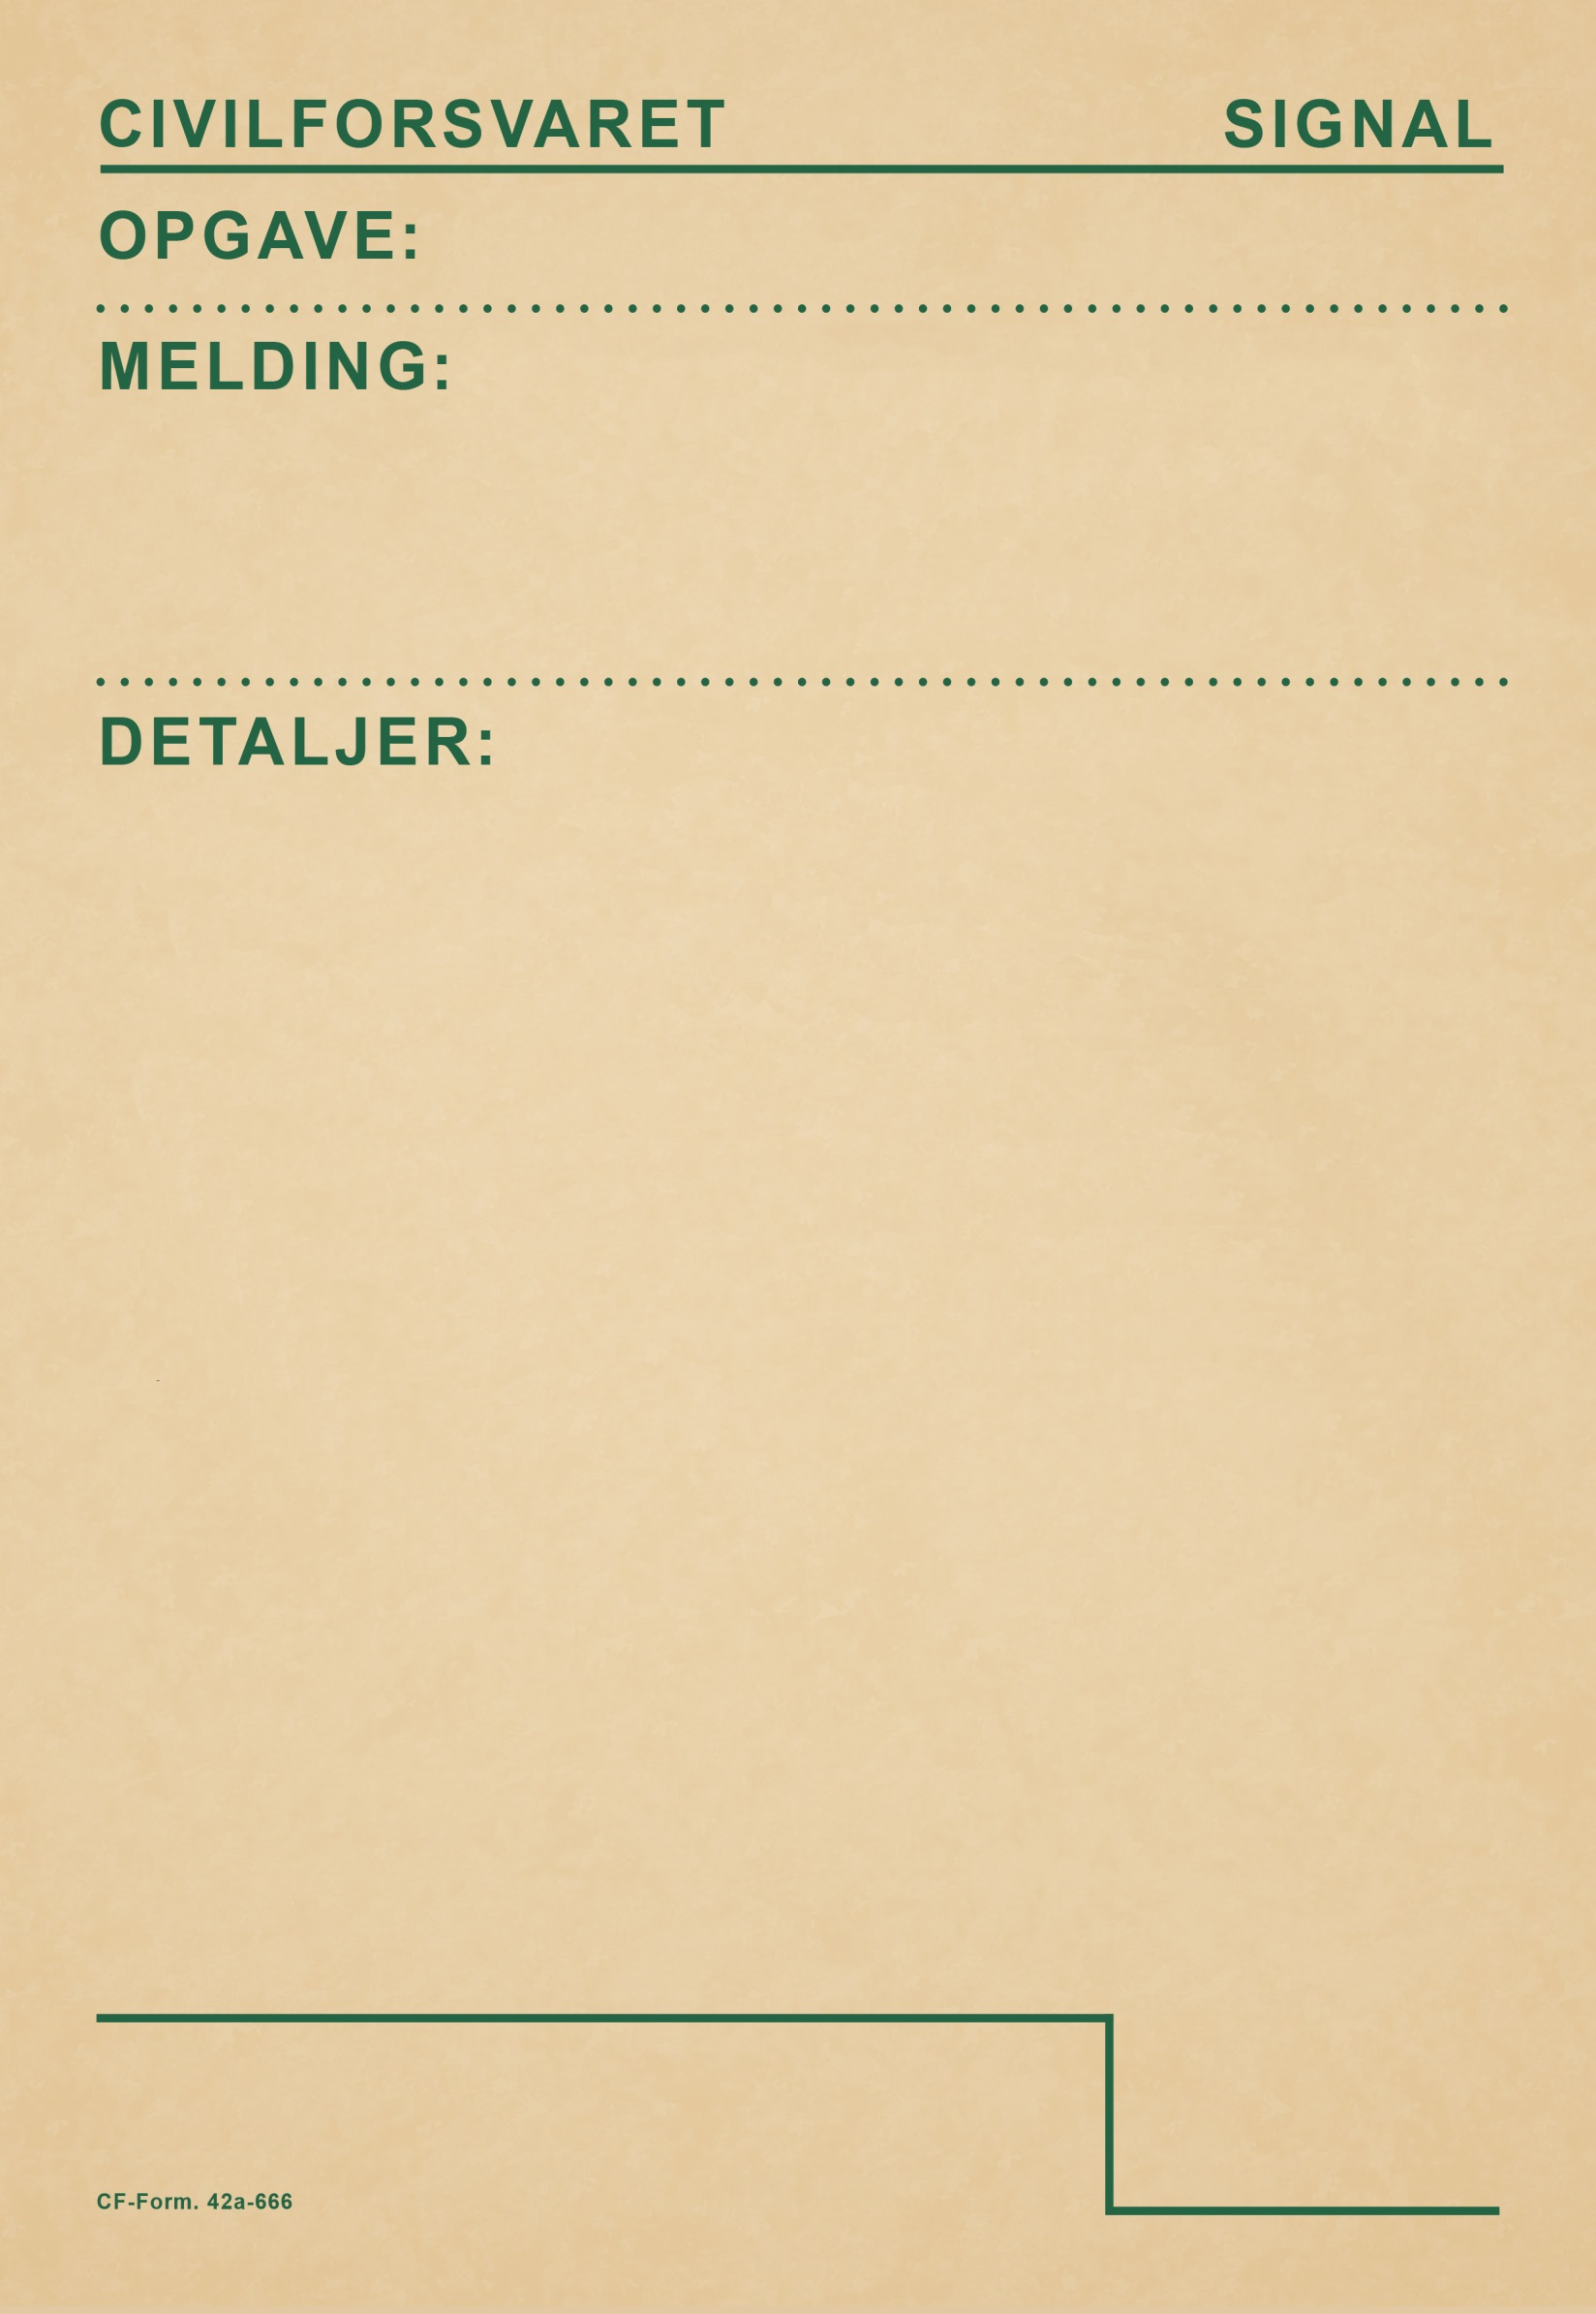 CIVILFORSVARET SIGNAL
OPGAVE:
MELDING:
DETALJER:
CF-Form. 42a-666